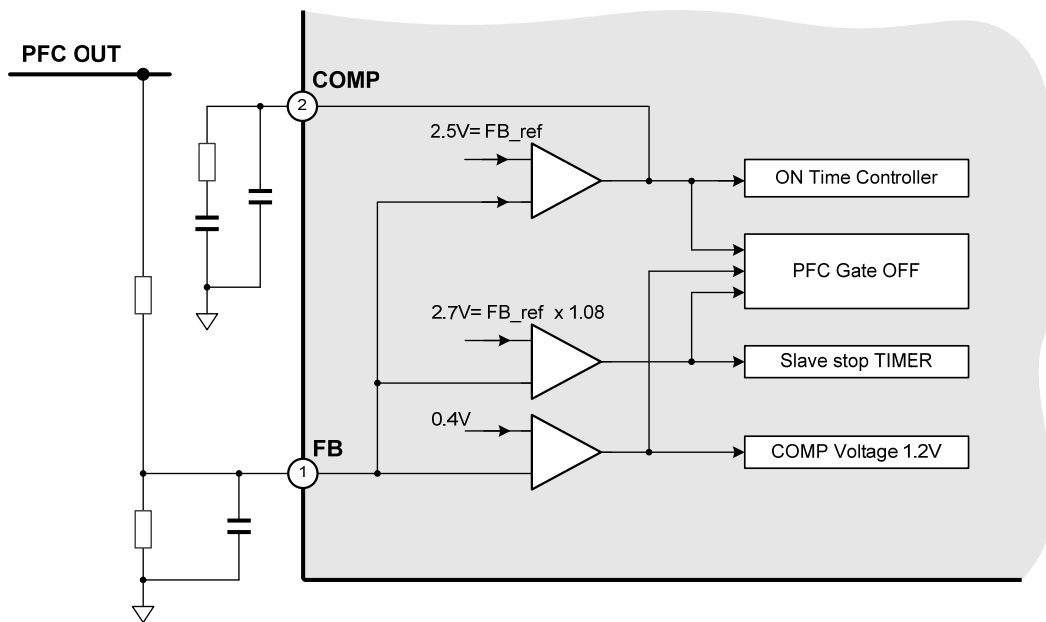 PFC OUT
COMP
2
2.5V= FB_ref
ON Time Controller
PFC Gate OFF
2.7V= FB_ref x 1.08
Slave stop TIMER
0.4V
FB
COMP Voltage 1.2V
1